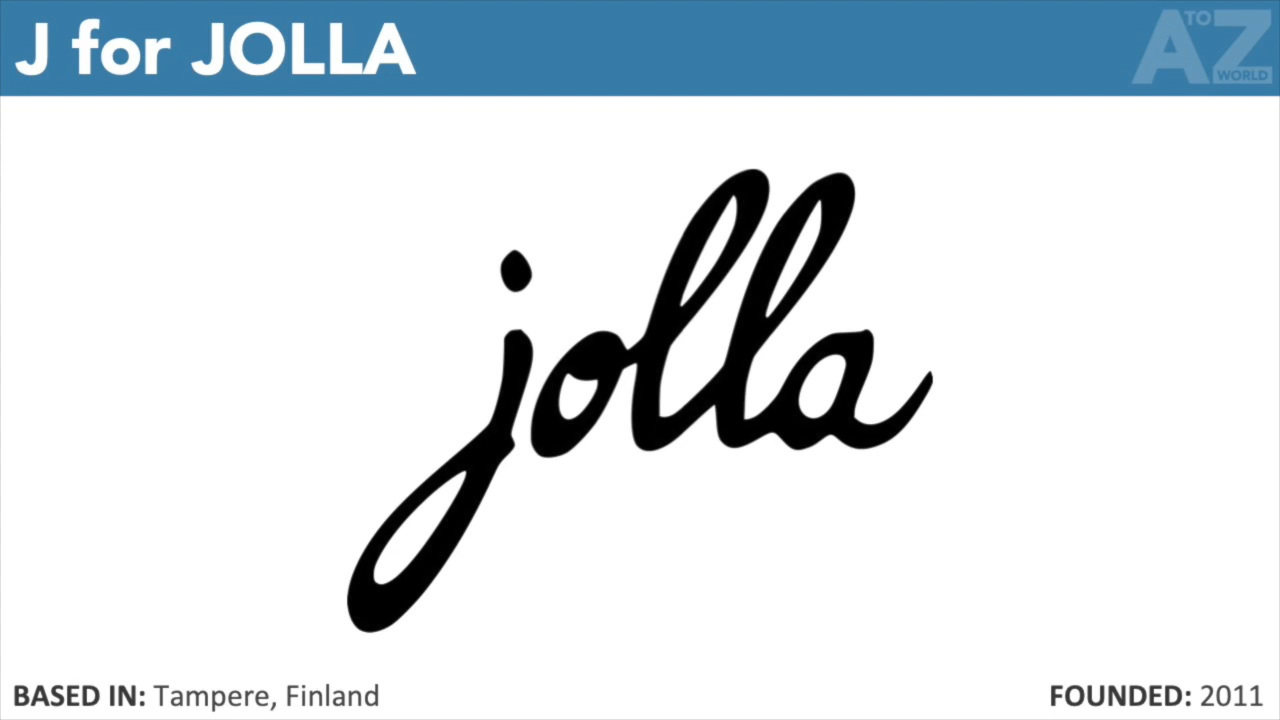 J for JOLLA
A TO Z WORLD
jolla
BASED IN: Tampere, Finland
FOUNDED: 2011